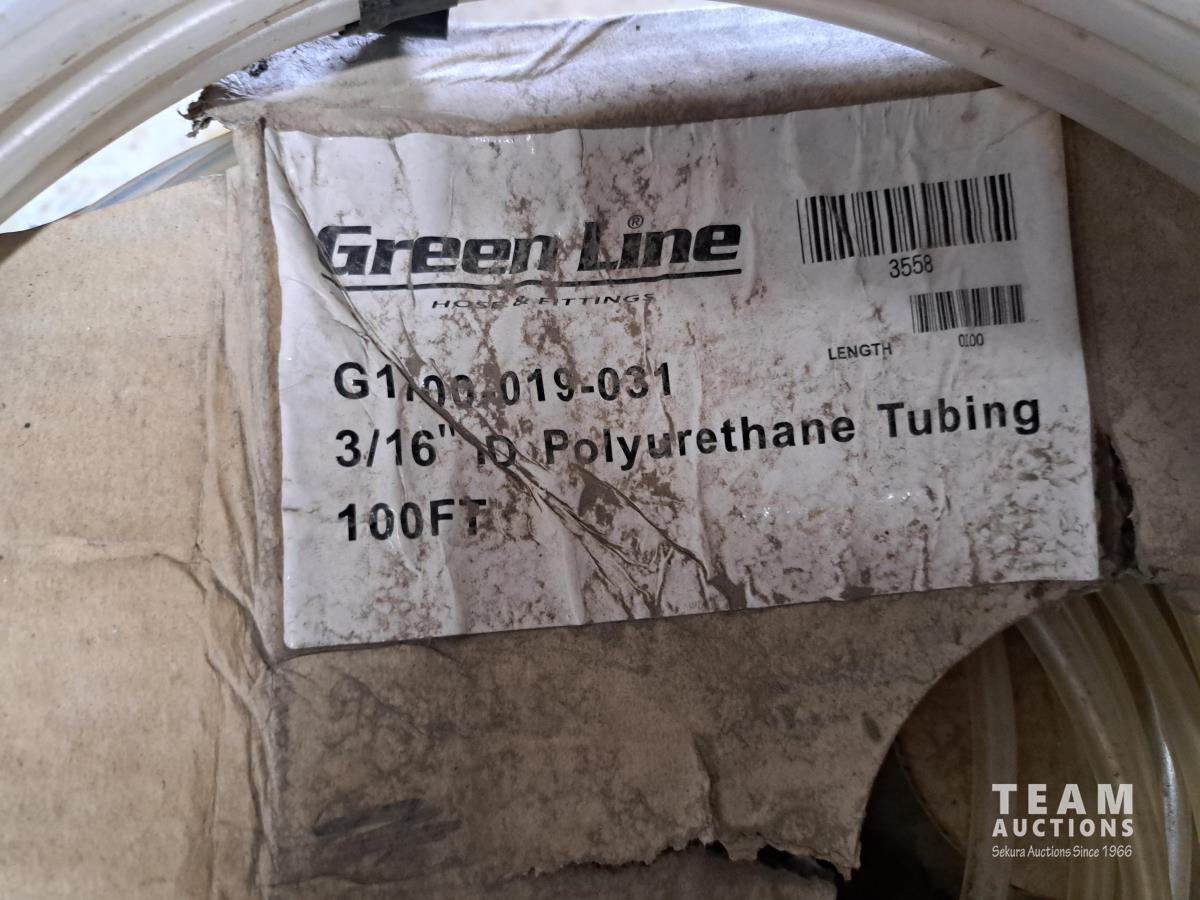 Green Line®
HOSE & FITTINGS
3558
LENGTH 0100
019-031
3/16" ID Polyurethane Tubing
100FT
TEAM
AUCTIONS
Sekura Auctions Since 1966